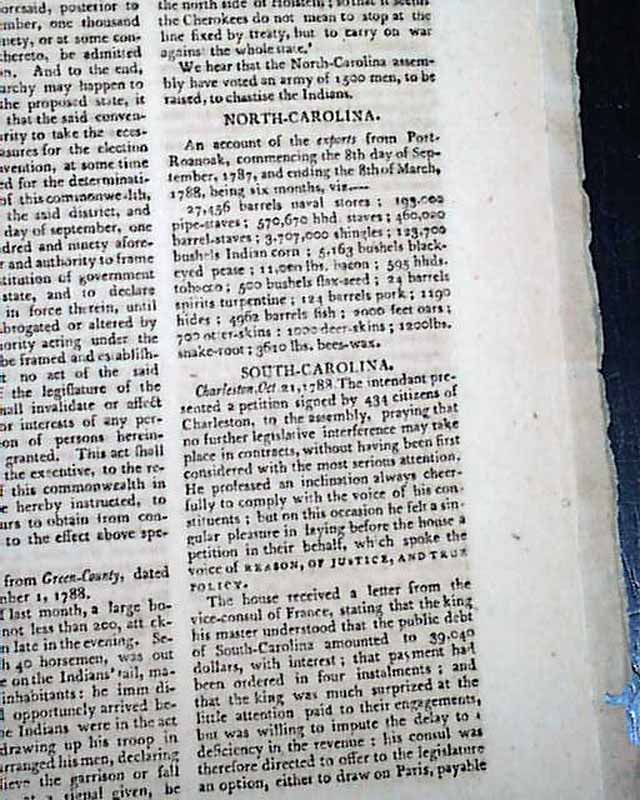 foresaid, posterior to
ember, one thousand
nety, or at some con-
thereto, be admitted
n. And to the end,
archy may happen to
the proposed state, it
that the said conven-
rity to take the eces-
asures for the election
vention, at some time
ed for the determinati-
of this commonwealth,
the said district, and
day of september, one
dred and ninety afore-
r and authority to frame
stitution of government
state, and to declare
in force therein, until
brogated or altered by
ority acting under the
be framed and establish-
t no act of the said
f the legislature of the
hall invalidate or affect
or interests of any per-
on of persons herein-
granted. This act shall
the executive, to the re-
f this commonwealth in
e hereby instructed, to
urs to obtain from con-
to the effect above spe-
from Green-County, dated
nber 1, 1788.
f last month, a large bo-
not less than 200, att ck-
n late in the evening. Se-
h 40 horsemen, was out
e on the Indians' rail, ma-
inhabitants: he imm di-
d opportunely arrived be-
he Indians were in the act
drawing up his troop in
arranged his men, declaring
lieve the garrison or fall
at a signal given, he
the north side of Holstein; so that it seems
the Cherokees do not mean to stop at the
line fixed by treaty, but to carry on war
against the whole state.'
We hear that the North-Carolina assem-
bly have voted an army of 1500 men, to be
raised, to chastise the Indians.
NORTH-CAROLINA.
An account of the exports from Port-
Roanoak, commencing the 8th day of Sep-
tember, 1787, and ending the 8th of March,
1788, being six months, viz.—
27,456 barrels naval stores; 193,000
pipe-staves; 570,670 hhd. staves; 460,020
barrel-staves; 3,707,000 shingles; 123,700
bushels Indian corn; 5,163 bushels black-
eyed pease; 11,000 lbs. bacon; 595 hhds.
tobacco; 500 bushels flax-seed; 24 barrels
spirits turpentine; 124 barrels pork; 1190
hides; 4962 barrels fish; 2000 feet oars;
700 otter-skins: 1000 deer-skins; 1200lbs.
snake-root; 3610 lbs. bees-wax.
SOUTH-CAROLINA.
Charleston, Oct 21, 1788. The intendant pre-
sented a petition signed by 434 citizens of
Charleston, to the assembly, praying that
no further legislative interference may take
place in contracts, without having been first
considered with the most serious attention.
He professed an inclination always cheer-
fully to comply with the voice of his con-
stituents; but on this occasion he felt a sin-
gular pleasure in laying before the house a
petition in their behalf, which spoke the
voice of REASON, OF JUSTICE, AND TRUE
POLICY.
The house received a letter from the
vice-consul of France, stating that the king
his master understood that the public debt
of South-Carolina amounted to 39,040
dollars, with interest; that payment had
been ordered in four instalments; and
that the king was much surprised at the
little attention paid to their engagements,
but was willing to impute the delay to a
deficiency in the revenue: his consul was
therefore directed to offer to the legislature
an option, either to draw on Paris, payable